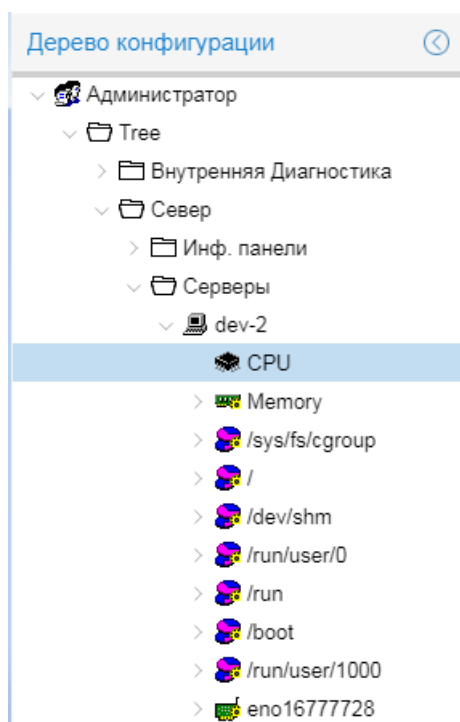 Дерево конфигурации
Администратор
Tree
Внутренняя Диагностика
Север
Инф. панели
Серверы
dev-2
CPU
Memory
/sys/fs/cgroup
/
/dev/shm
/run/user/0
/run
/boot
/run/user/1000
eno16777728